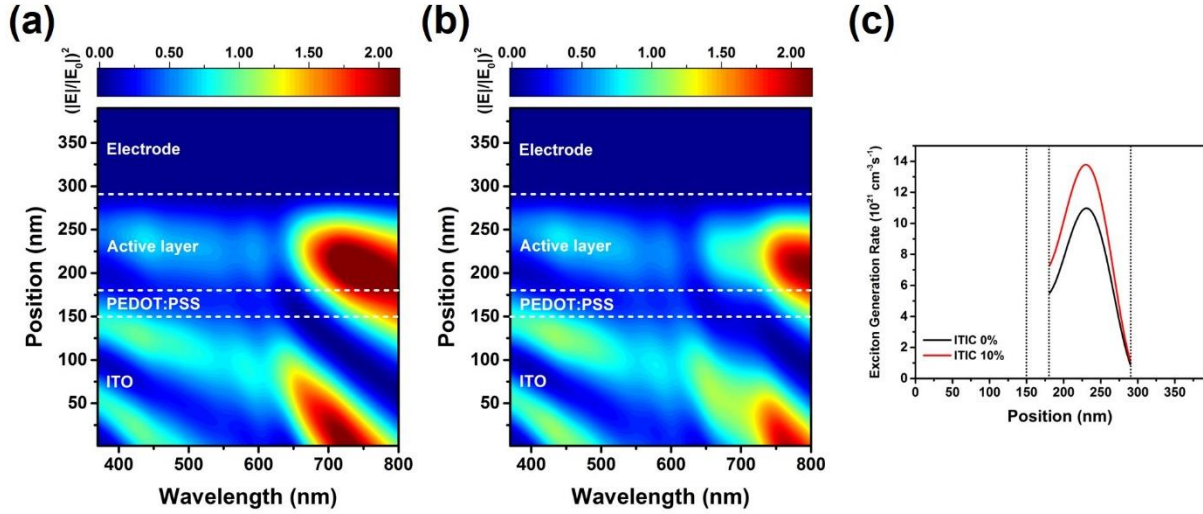 (a)
(b)
(c)
(|E|/|E₀|)²
0.00 0.50 1.00 1.50 2.00
Electrode
Active layer
PEDOT:PSS
ITO
Position (nm)
350
300
250
200
150
100
50
400 500 600 700 800
Wavelength (nm)
(|E|/|E₀|)²
0.00 0.50 1.00 1.50 2.00
Electrode
Active layer
PEDOT:PSS
ITO
Position (nm)
350
300
250
200
150
100
50
400 500 600 700 800
Wavelength (nm)
Exciton Generation Rate (10²¹ cm⁻³s⁻¹)
14
12
10
8
6
4
2
0
ITIC 0%
ITIC 10%
0 50 100 150 200 250 300 350
Position (nm)